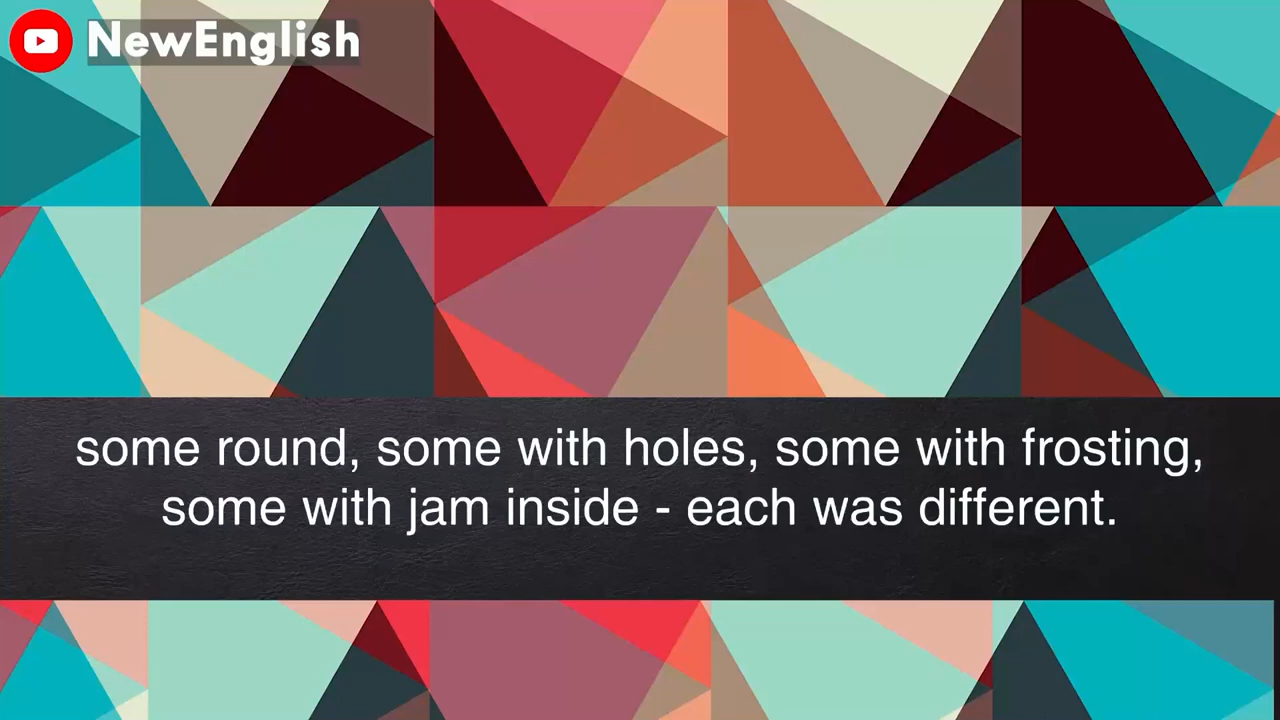 NewEnglish
some round, some with holes, some with frosting,
some with jam inside - each was different.